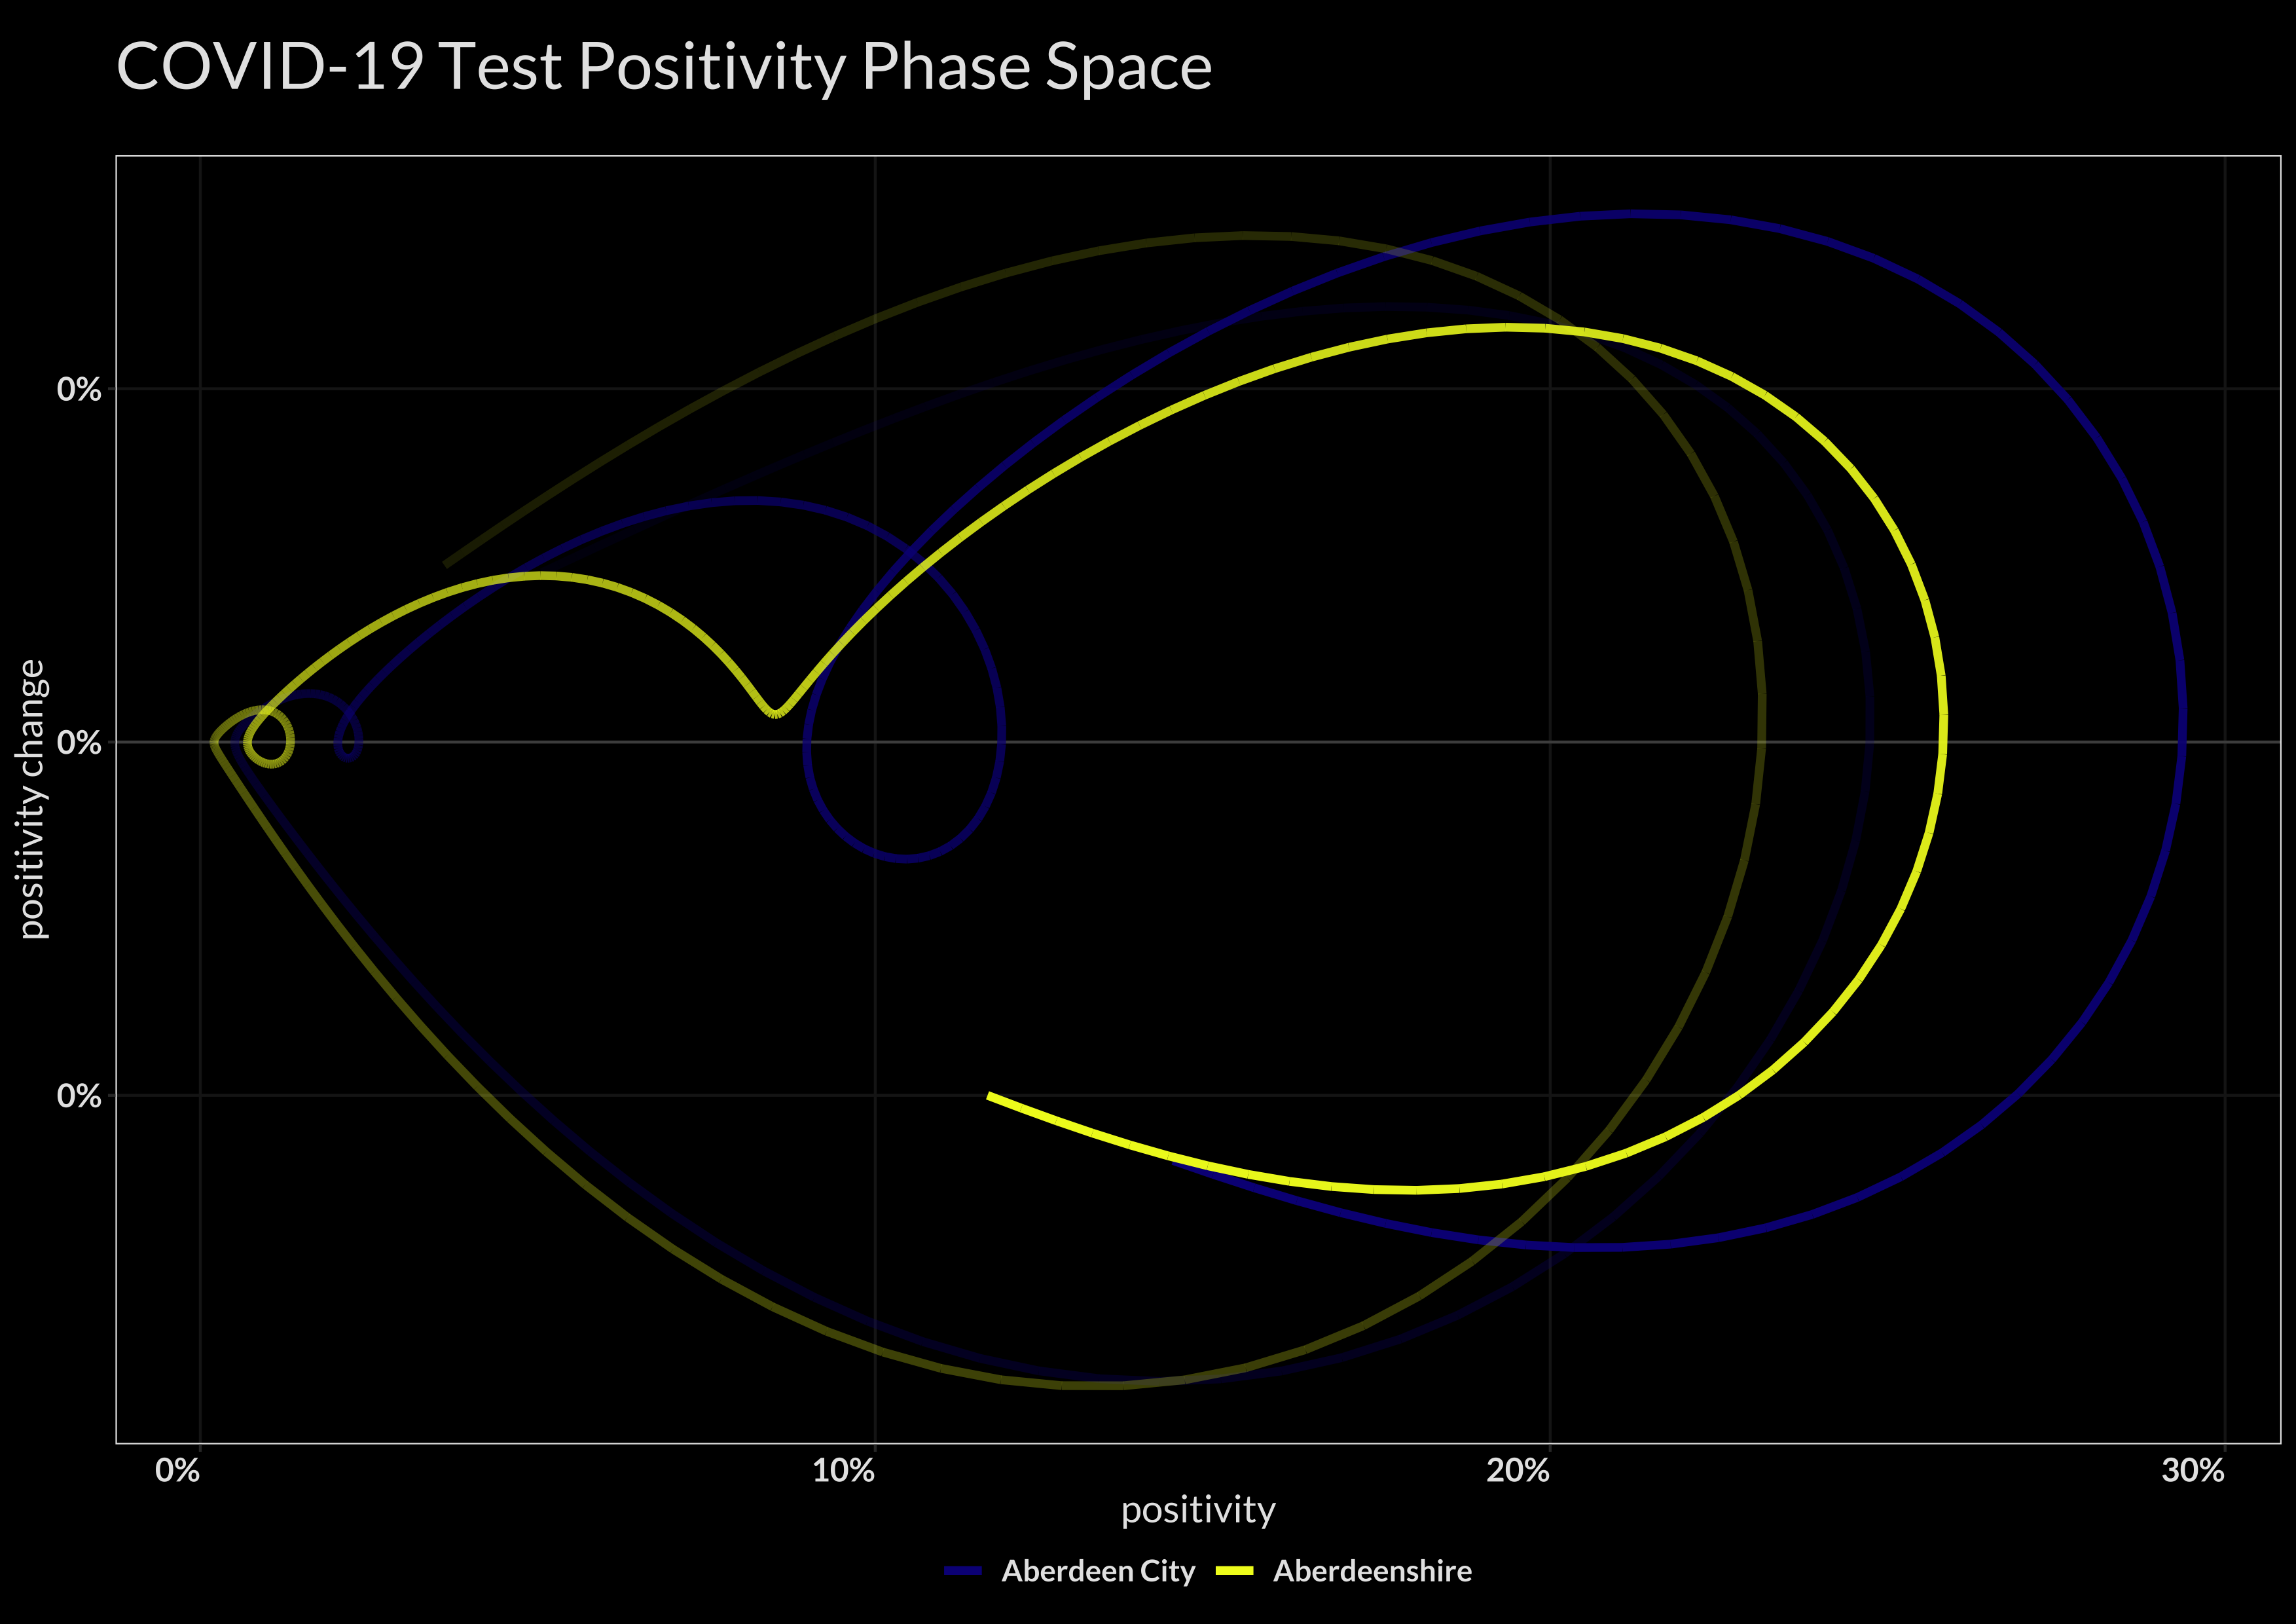 COVID-19 Test Positivity Phase Space
0%
0%
0%
positivity change
0%
10%
20%
30%
positivity
Aberdeen City
Aberdeenshire